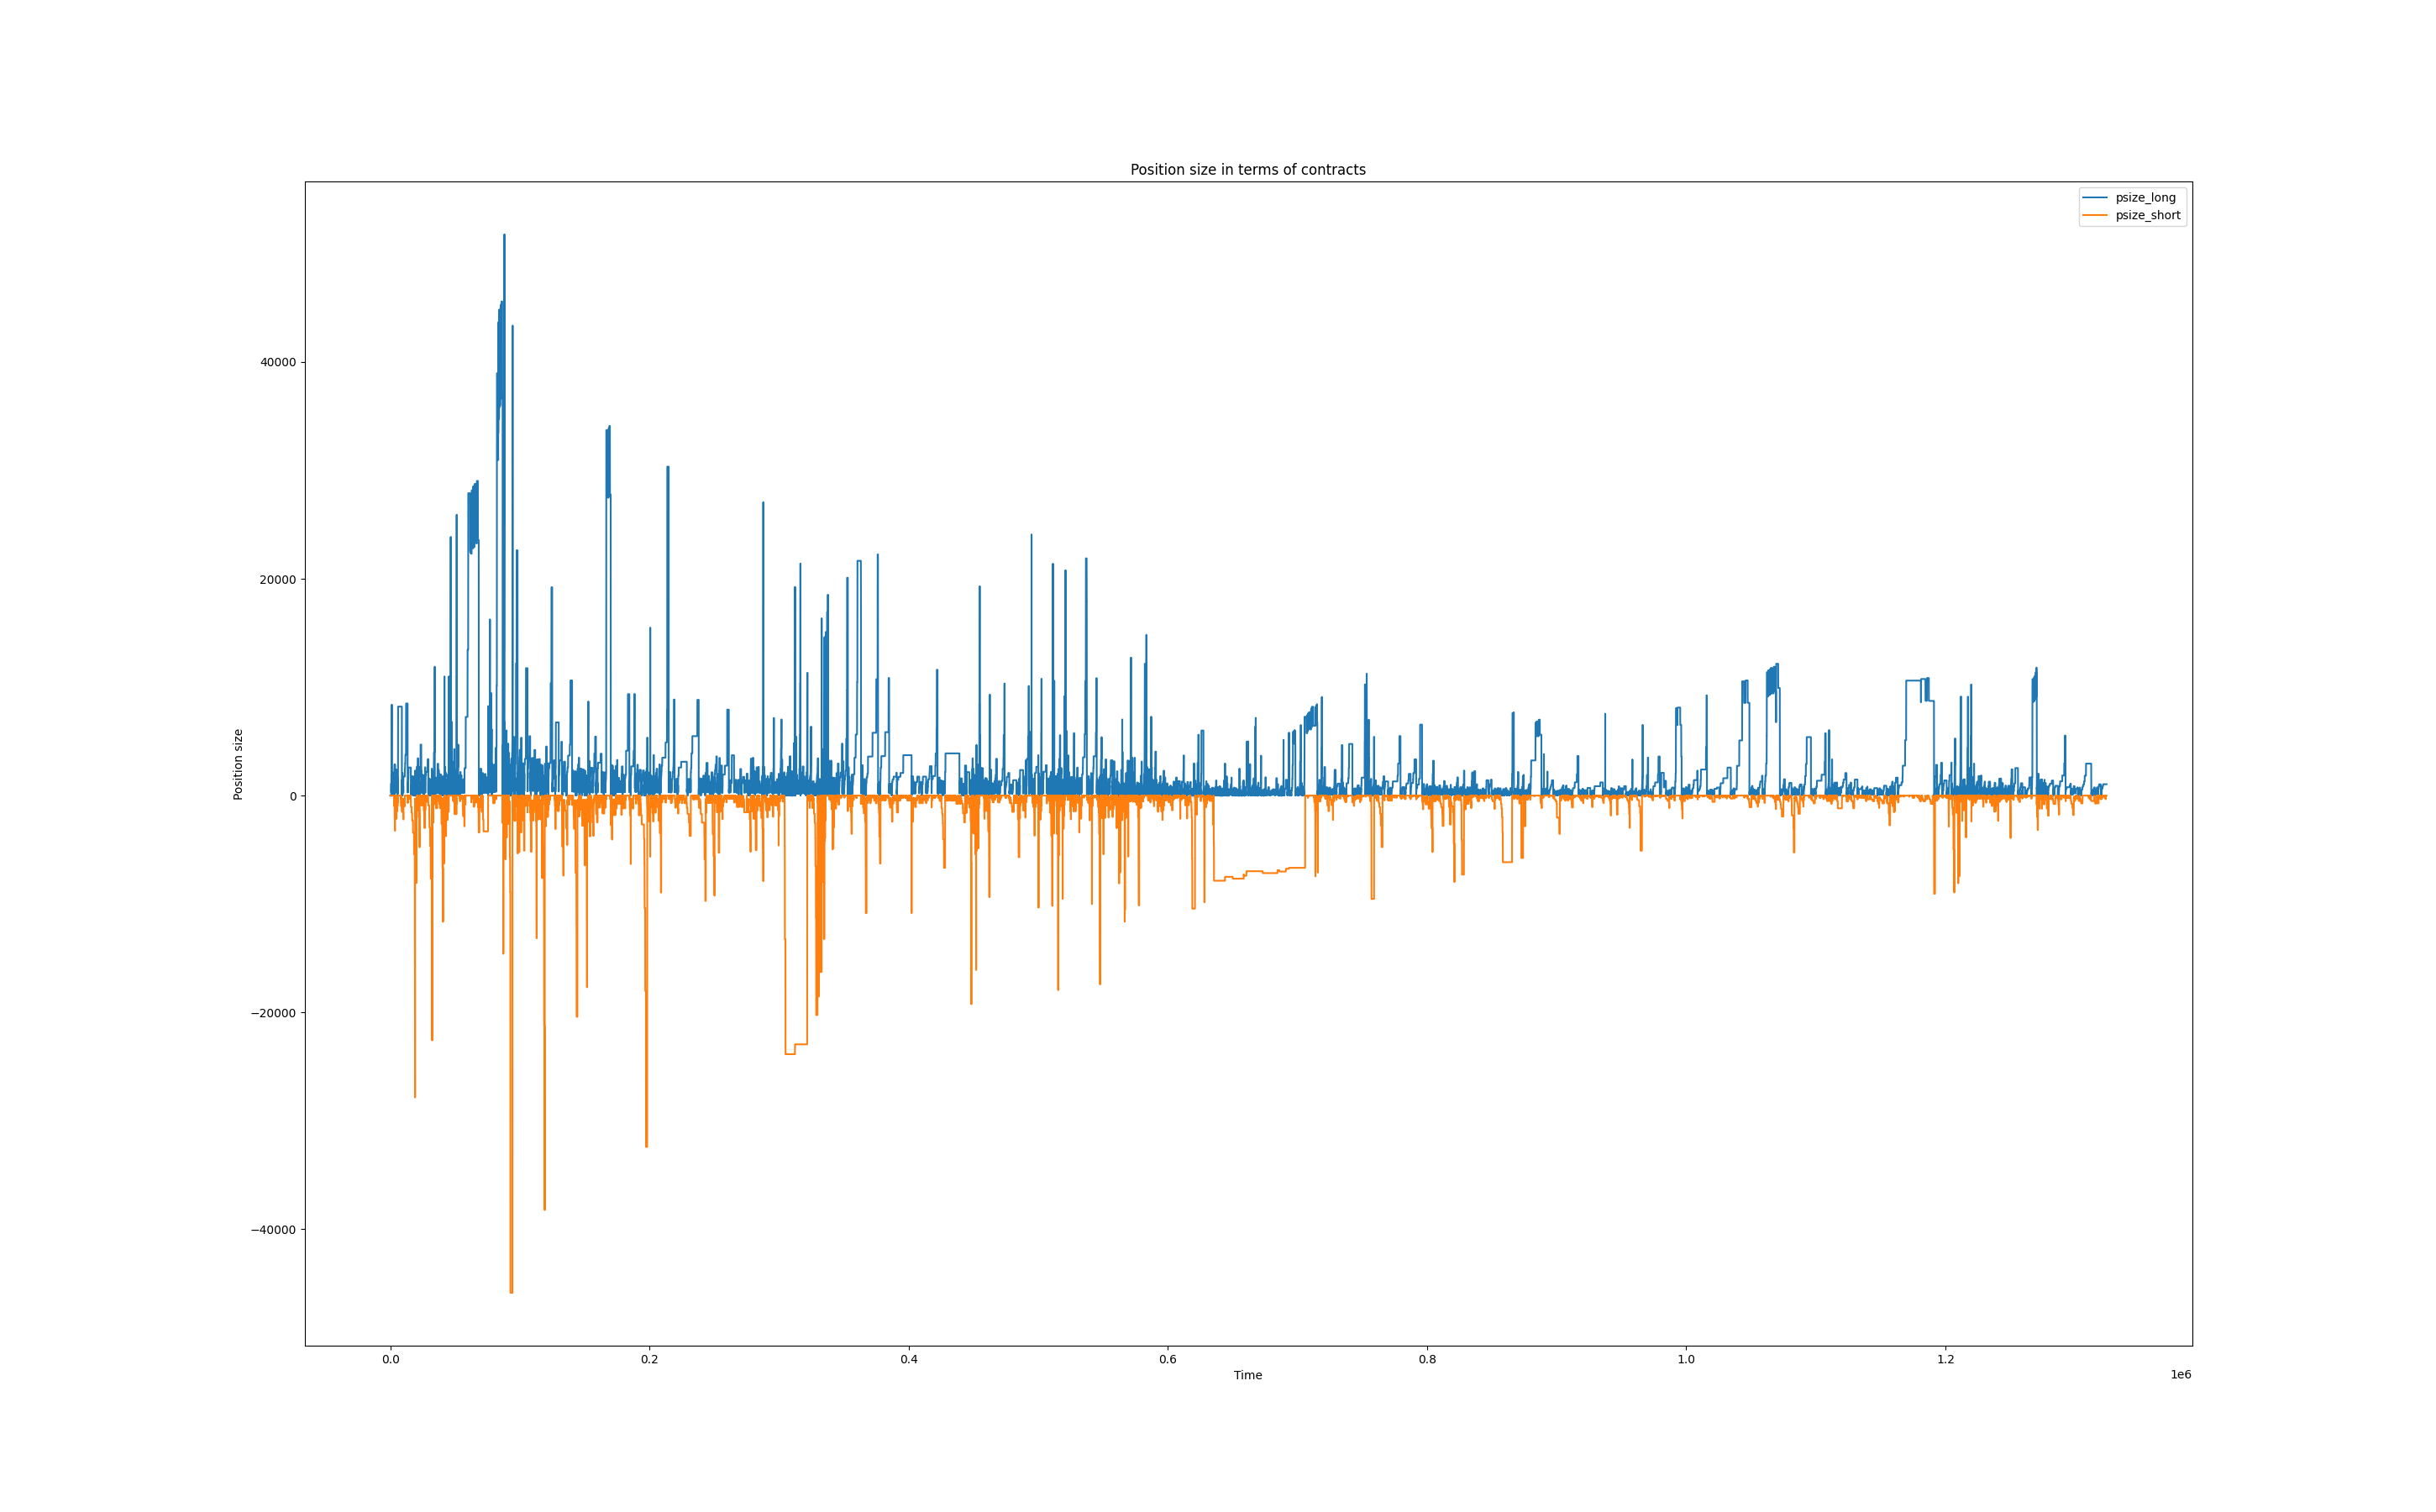 Position size in terms of contracts
psize_long
psize_short
40000
20000
0
−20000
−40000
Position size
0.0
0.2
0.4
0.6
0.8
1.0
1.2
1e6
Time